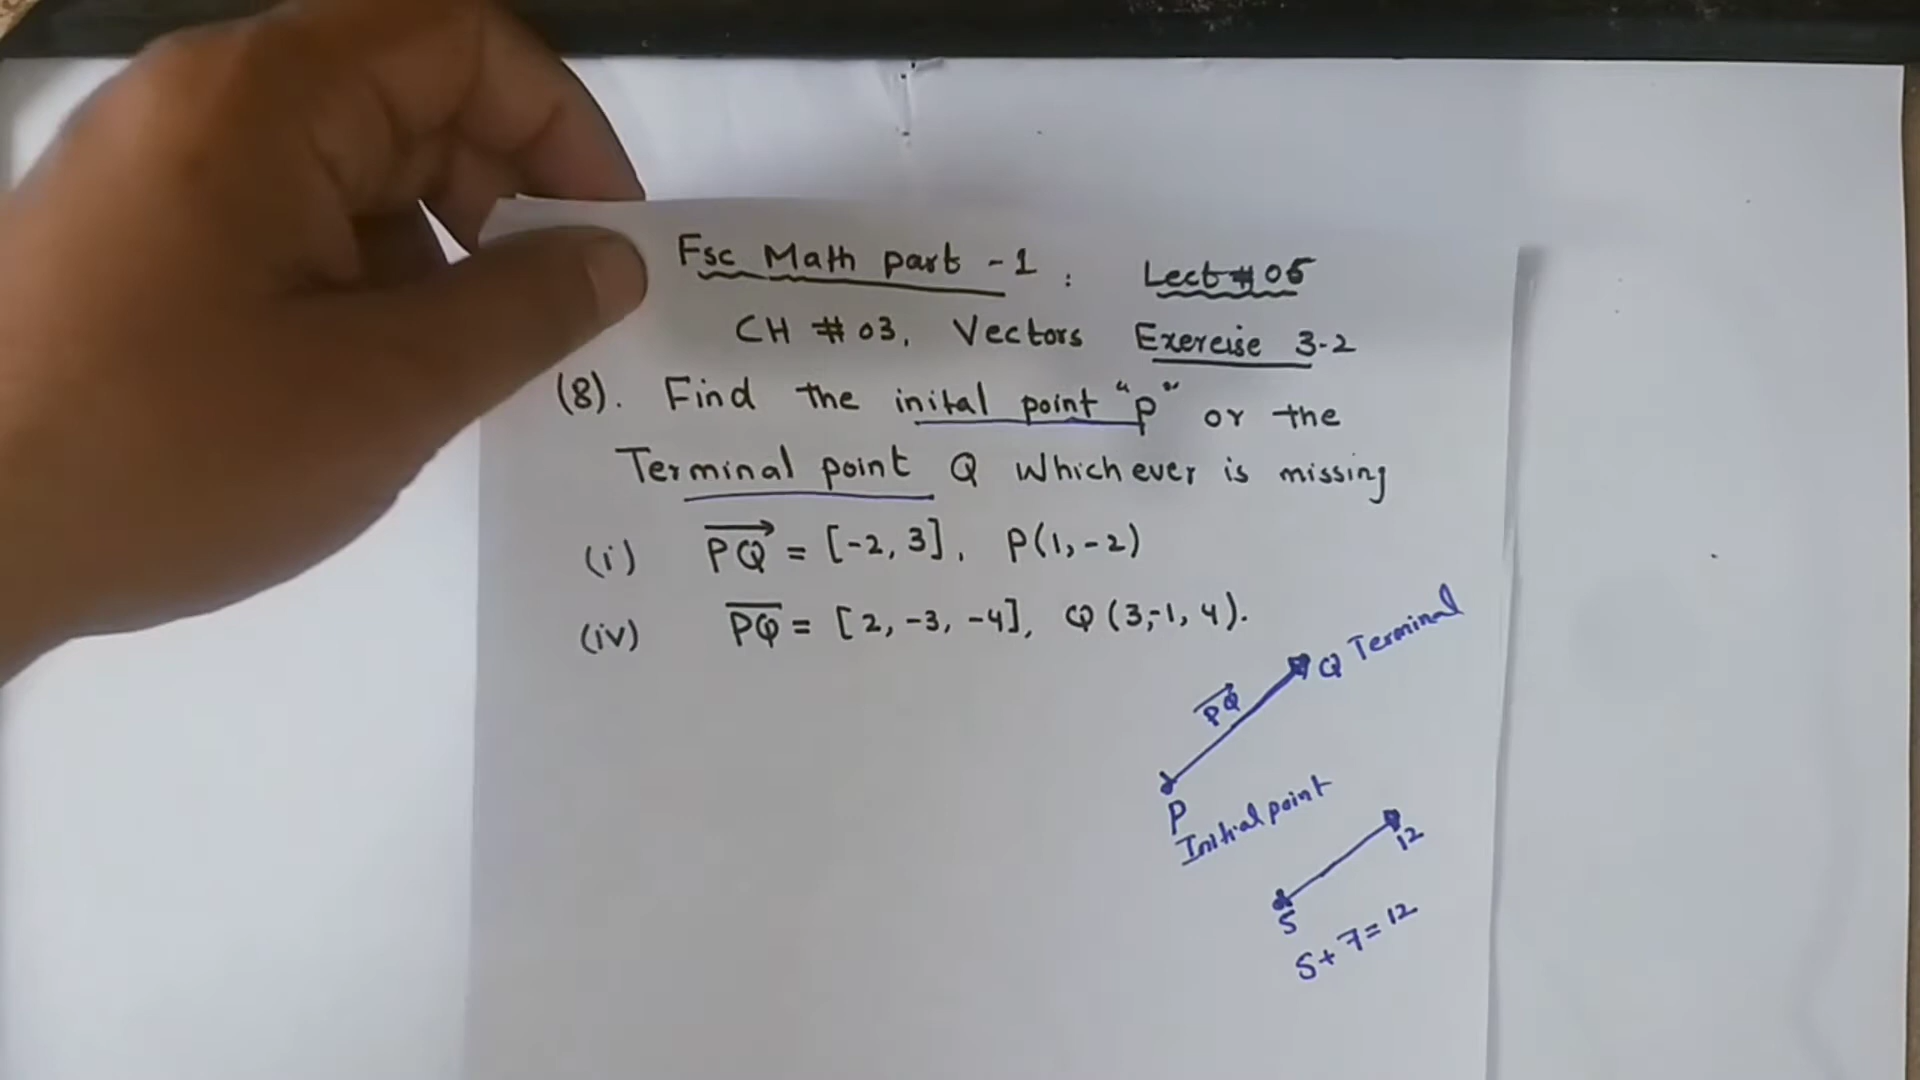 Fsc Math part -1 : Lect # 05
CH # 03, Vectors Exercise 3-2
(8). Find the inital point "p" or the
Terminal point Q Which ever is missing
(i) PQ = [-2, 3], P(1, -2)
(iv) PQ = [2, -3, -4], Q (3,-1, 4).
Q Terminal
PQ
P
Initial point
12
5
5+7=12